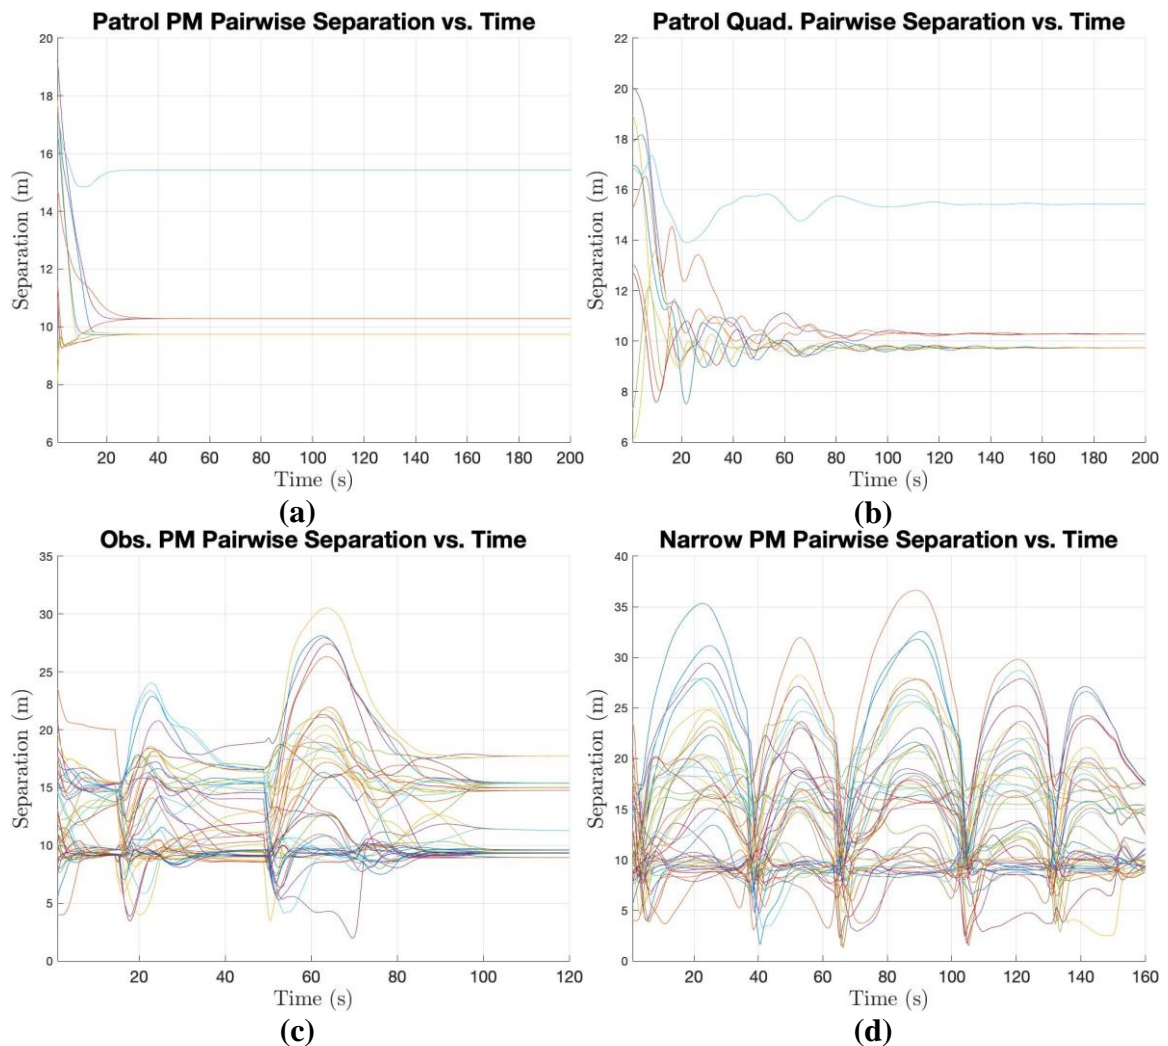 Patrol PM Pairwise Separation vs. Time
20
18
16
14
12
10
8
6
Separation (m)
20 40 60 80 100 120 140 160 180 200
Time (s)
(a)
Patrol Quad. Pairwise Separation vs. Time
22
20
18
16
14
12
10
8
6
Separation (m)
20 40 60 80 100 120 140 160 180 200
Time (s)
(b)
Obs. PM Pairwise Separation vs. Time
35
30
25
20
15
10
5
0
Separation (m)
20 40 60 80 100 120
Time (s)
(c)
Narrow PM Pairwise Separation vs. Time
40
35
30
25
20
15
10
5
0
Separation (m)
20 40 60 80 100 120 140 160
Time (s)
(d)